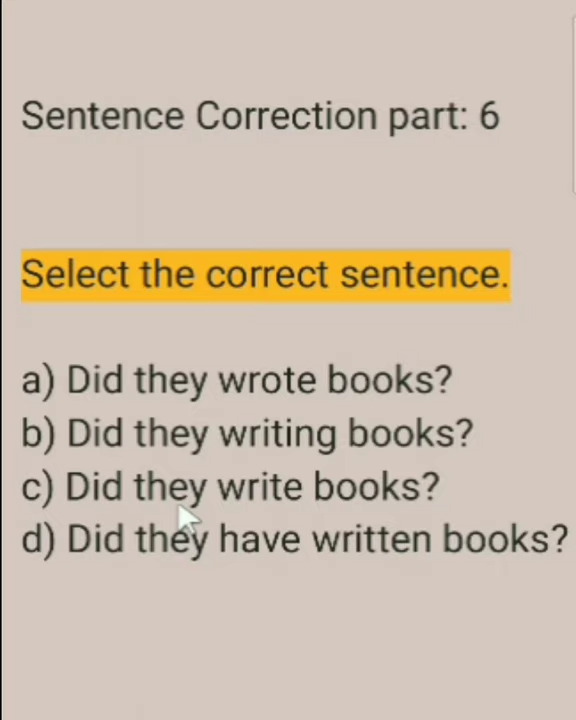 Sentence Correction part: 6
Select the correct sentence.
a) Did they wrote books?
b) Did they writing books?
c) Did they write books?
d) Did they have written books?